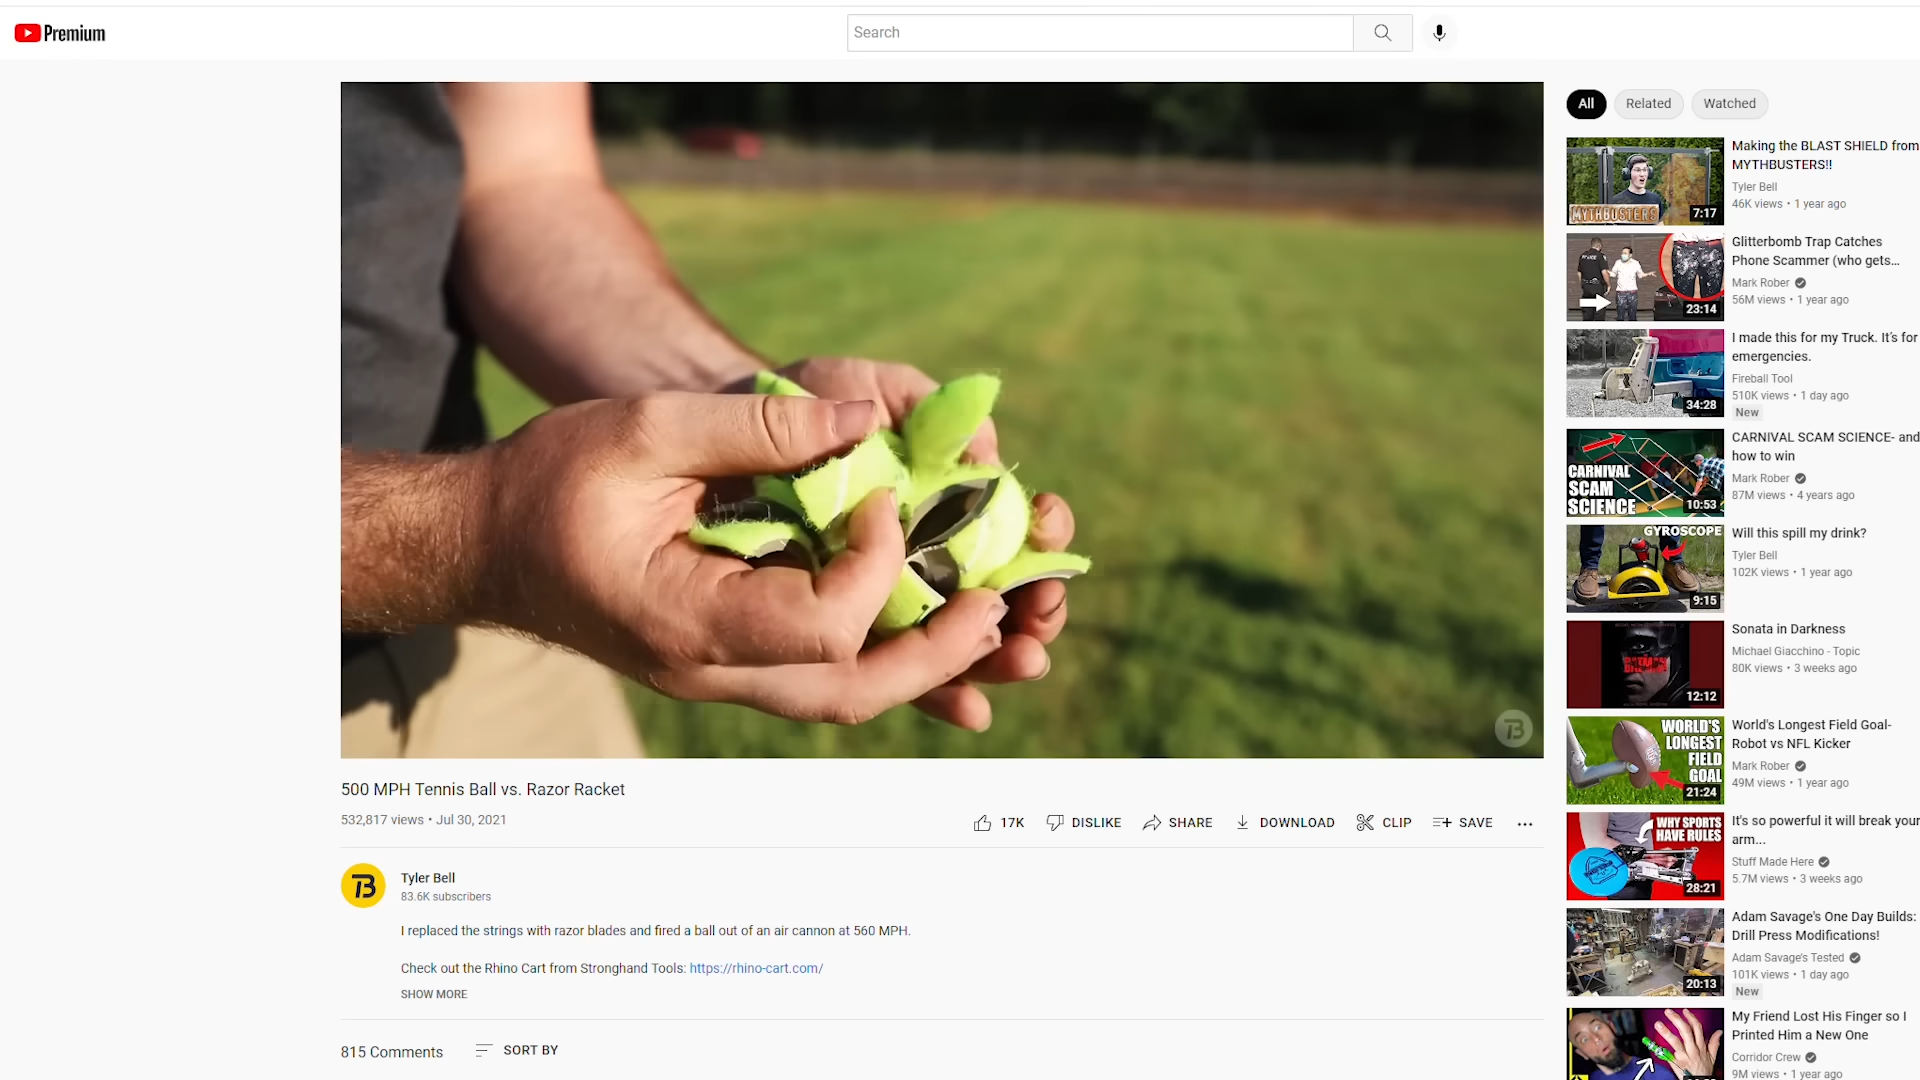 Premium
Search
All
Related
Watched
500 MPH Tennis Ball vs. Razor Racket
532,817 views • Jul 30, 2021
17K
DISLIKE
SHARE
DOWNLOAD
CLIP
SAVE
Tyler Bell
83.6K subscribers
I replaced the strings with razor blades and fired a ball out of an air cannon at 560 MPH.
Check out the Rhino Cart from Stronghand Tools: https://rhino-cart.com/
SHOW MORE
815 Comments
SORT BY
MYTHBUSTERS
7:17
Making the BLAST SHIELD from
MYTHBUSTERS!!
Tyler Bell
46K views • 1 year ago
23:14
Glitterbomb Trap Catches
Phone Scammer (who gets...
Mark Rober
56M views • 1 year ago
34:28
I made this for my Truck. It's for
emergencies.
Fireball Tool
510K views • 1 day ago
New
CARNIVAL
SCAM
SCIENCE
10:53
CARNIVAL SCAM SCIENCE- and
how to win
Mark Rober
87M views • 4 years ago
GYROSCOPE
9:15
Will this spill my drink?
Tyler Bell
102K views • 1 year ago
BATMAN
12:12
Sonata in Darkness
Michael Giacchino - Topic
80K views • 3 weeks ago
WORLD'S
LONGEST
FIELD
GOAL
21:24
World's Longest Field Goal-
Robot vs NFL Kicker
Mark Rober
49M views • 1 year ago
WHY SPORTS
HAVE RULES
28:21
It's so powerful it will break your
arm...
Stuff Made Here
5.7M views • 3 weeks ago
20:13
Adam Savage's One Day Builds:
Drill Press Modifications!
Adam Savage's Tested
101K views • 1 day ago
New
My Friend Lost His Finger so I
Printed Him a New One
Corridor Crew
9M views • 1 year ago